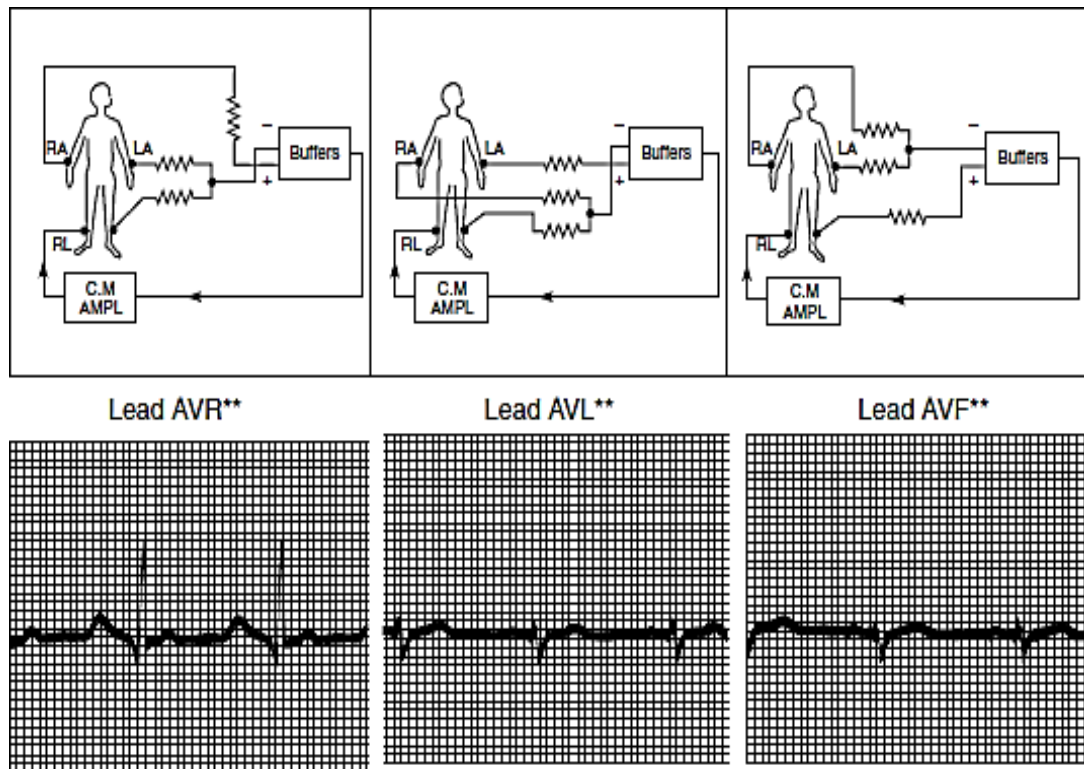 RA
LA
−
+
Buffers
RL
C.M
AMPL
RA
LA
−
+
Buffers
RL
C.M
AMPL
RA
LA
−
+
Buffers
RL
C.M
AMPL
Lead AVR**
Lead AVL**
Lead AVF**